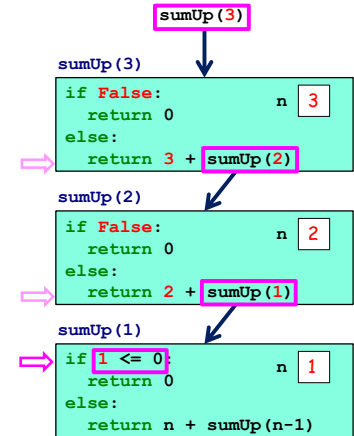 sumUp(3)
sumUp(3)
if False:
n 3
return 0
else:
return 3 + sumUp(2)
sumUp(2)
if False:
n 2
return 0
else:
return 2 + sumUp(1)
sumUp(1)
if 1 <= 0:
n 1
return 0
else:
return n + sumUp(n-1)